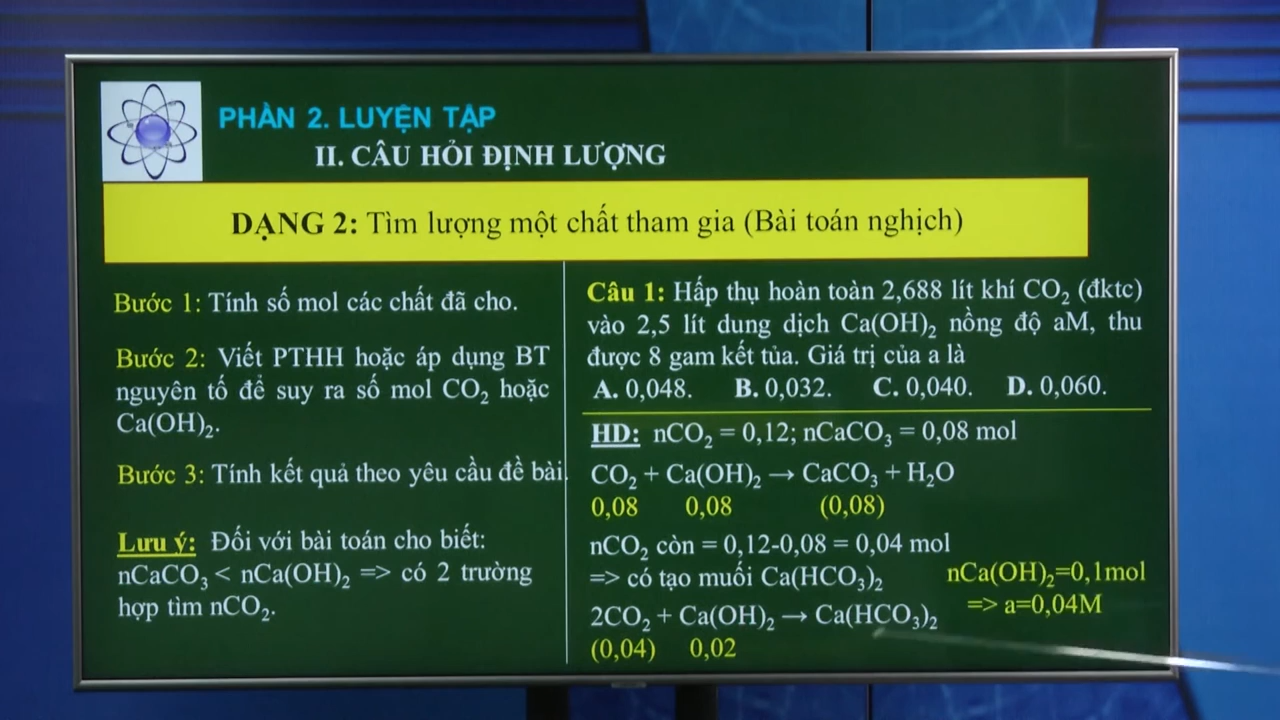 PHẦN 2. LUYỆN TẬP
II. CÂU HỎI ĐỊNH LƯỢNG
DẠNG 2: Tìm lượng một chất tham gia (Bài toán nghịch)
Bước 1: Tính số mol các chất đã cho.
Bước 2: Viết PTHH hoặc áp dụng BT
nguyên tố để suy ra số mol CO₂ hoặc
Ca(OH)₂.
Bước 3: Tính kết quả theo yêu cầu đề bài.
Lưu ý: Đối với bài toán cho biết:
nCaCO₃ < nCa(OH)₂ => có 2 trường
hợp tìm nCO₂.
Câu 1: Hấp thụ hoàn toàn 2,688 lít khí CO₂ (đktc)
vào 2,5 lít dung dịch Ca(OH)₂ nồng độ aM, thu
được 8 gam kết tủa. Giá trị của a là
A. 0,048. B. 0,032. C. 0,040. D. 0,060.
HD: nCO₂ = 0,12; nCaCO₃ = 0,08 mol
CO₂ + Ca(OH)₂ → CaCO₃ + H₂O
0,08 0,08 (0,08)
nCO₂ còn = 0,12-0,08 = 0,04 mol
=> có tạo muối Ca(HCO₃)₂
2CO₂ + Ca(OH)₂ → Ca(HCO₃)₂
(0,04) 0,02
nCa(OH)₂=0,1mol
=> a=0,04M